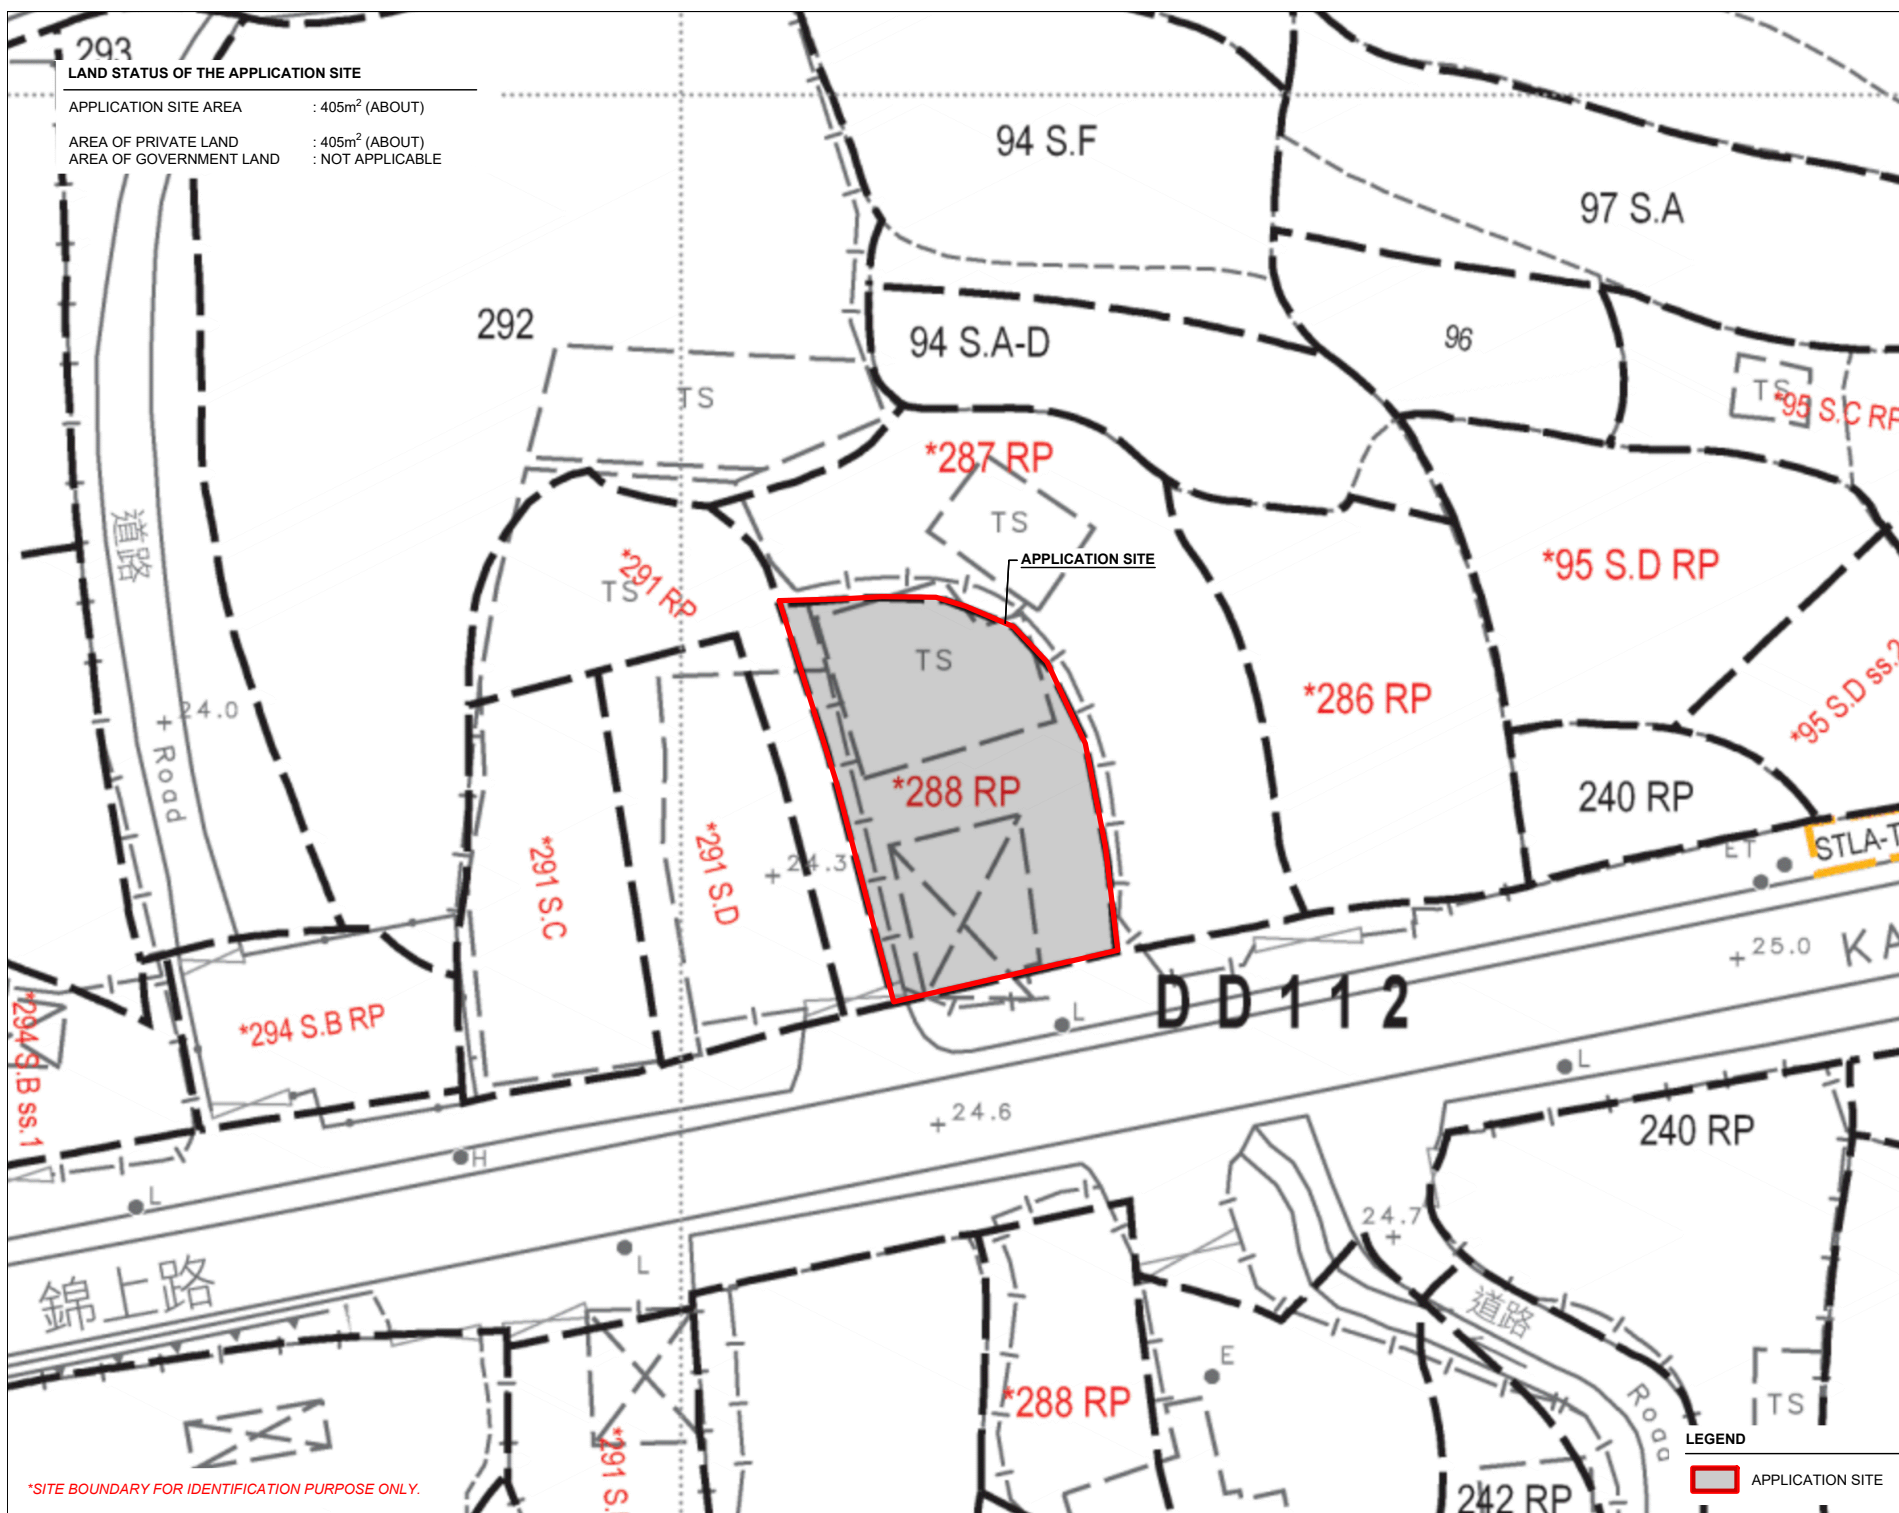 293
LAND STATUS OF THE APPLICATION SITE
APPLICATION SITE AREA : 405m² (ABOUT)
AREA OF PRIVATE LAND : 405m² (ABOUT)
AREA OF GOVERNMENT LAND : NOT APPLICABLE
94 S.F
97 S.A
292
94 S.A-D
96
TS
TS
*95 S.C RP
*287 RP
TS
道路
APPLICATION SITE
*95 S.D RP
TS
*291 RP
TS
*286 RP
*95 S.D ss.2
24.0
Road
*288 RP
240 RP
STLA-T
ET
*291 S.C
*291 S.D
24.3
25.0
KA
DD112
L
*294 S.B RP
*294 S.B ss.1
L
24.6
240 RP
H
L
24.7
錦上路
L
L
道路
E
*288 RP
Road
TS
*291 S.
LEGEND
APPLICATION SITE
242 RP
*SITE BOUNDARY FOR IDENTIFICATION PURPOSE ONLY.